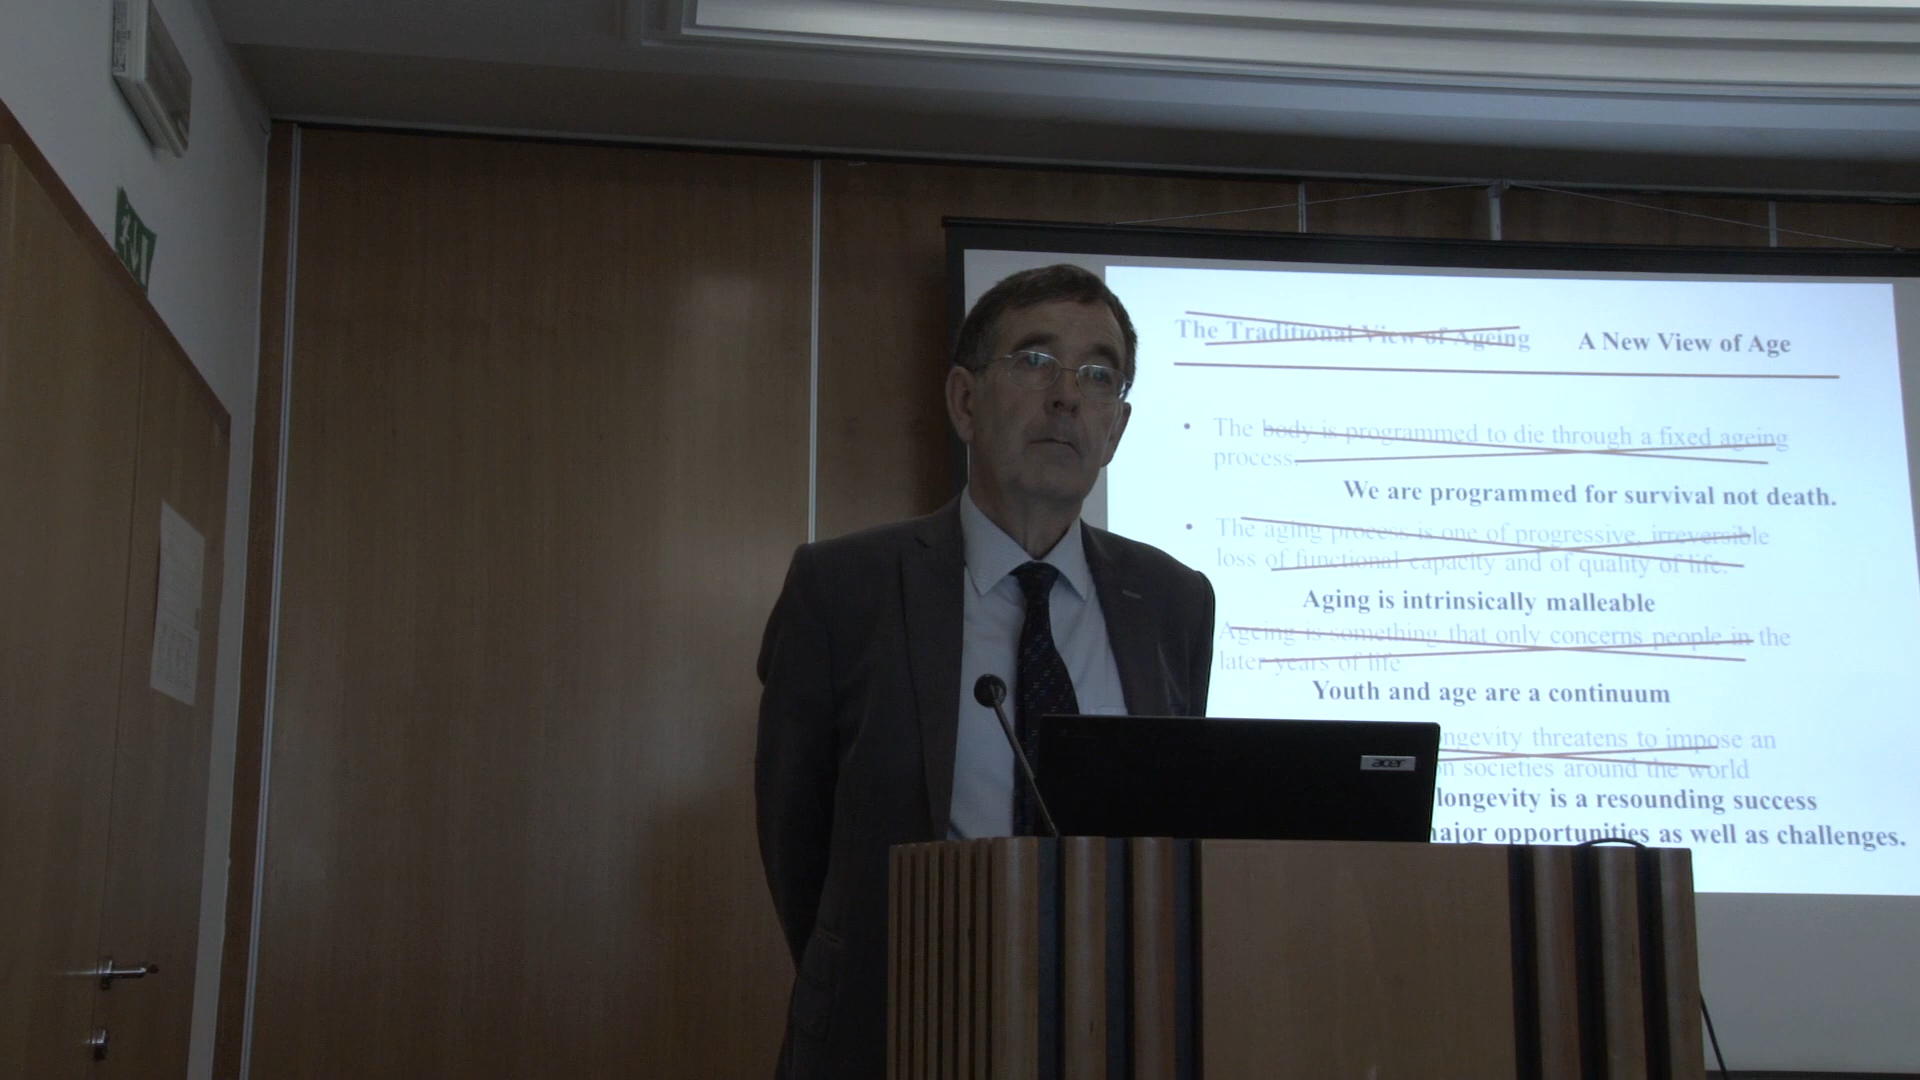 The Traditional View of Ageing
A New View of Age
• The body is programmed to die through a fixed ageing
process.
We are programmed for survival not death.
• The aging process is one of progressive, irreversible
loss of functional capacity and of quality of life.
Aging is intrinsically malleable
Ageing is something that only concerns people in the
later years of life
Youth and age are a continuum
threatens to impose an
societies around the world
longevity is a resounding success
opportunities as well as challenges.
acer